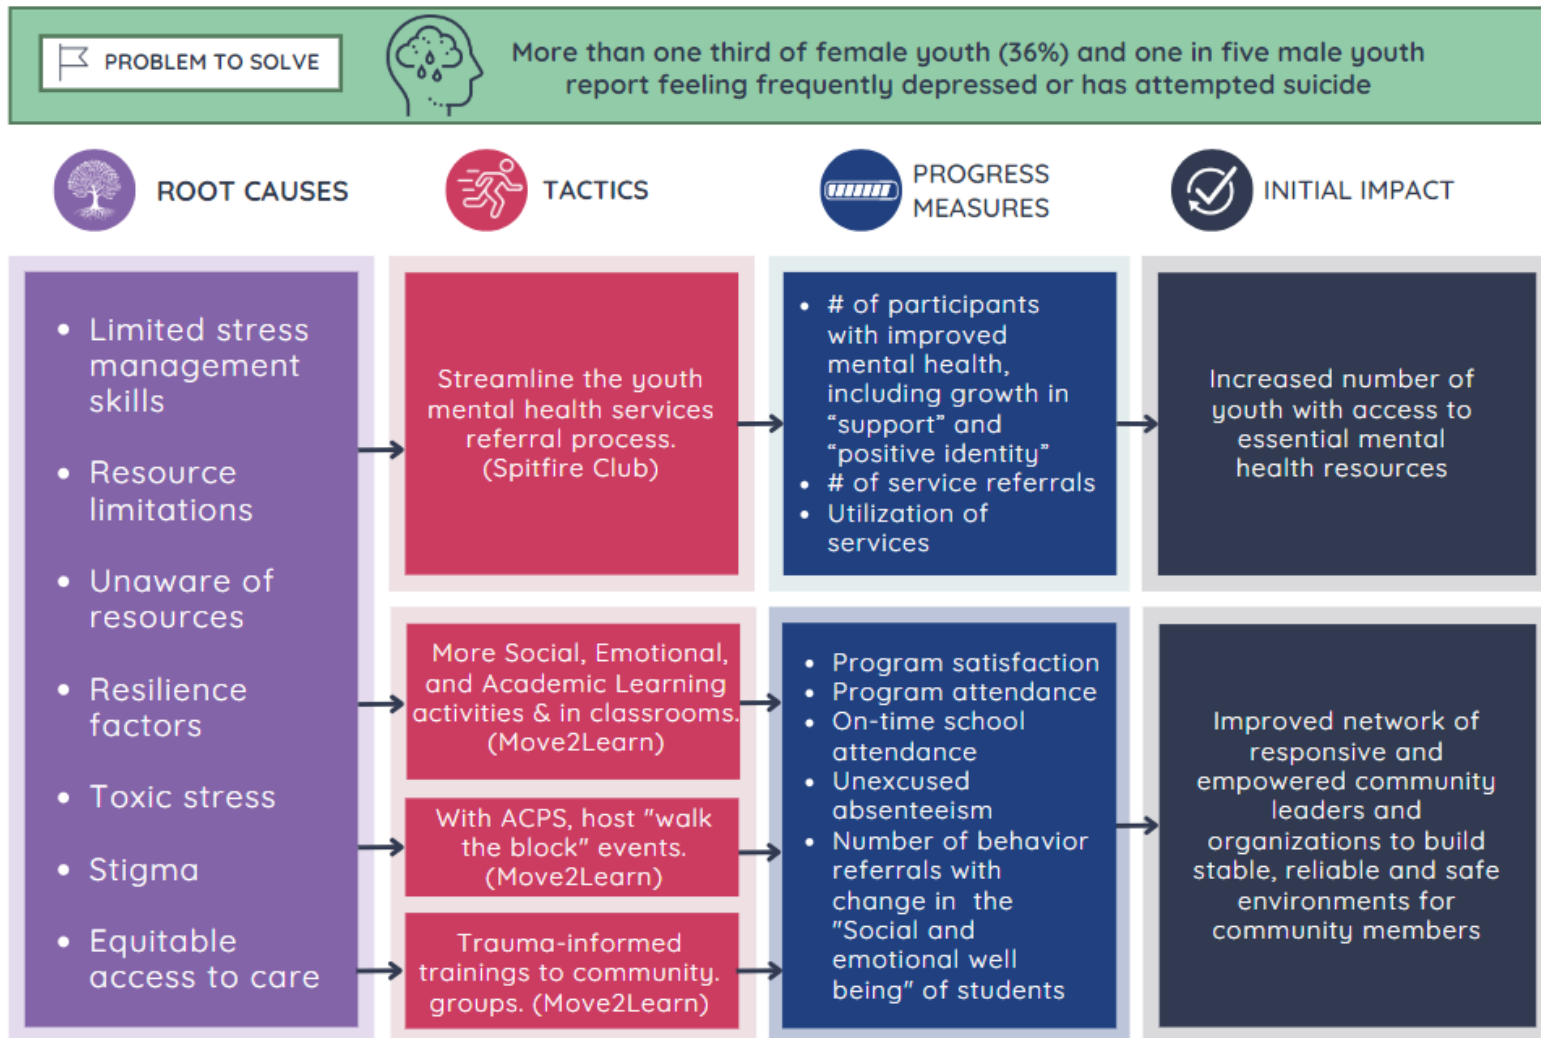 PROBLEM TO SOLVE
More than one third of female youth (36%) and one in five male youth
report feeling frequently depressed or has attempted suicide
ROOT CAUSES
TACTICS
PROGRESS
MEASURES
INITIAL IMPACT
• Limited stress
management
skills
• Resource
limitations
• Unaware of
resources
• Resilience
factors
• Toxic stress
• Stigma
• Equitable
access to care
Streamline the youth
mental health services
referral process.
(Spitfire Club)
• # of participants
with improved
mental health,
including growth in
“support” and
“positive identity”
• # of service referrals
• Utilization of
services
Increased number of
youth with access to
essential mental
health resources
More Social, Emotional,
and Academic Learning
activities & in classrooms.
(Move2Learn)
With ACPS, host "walk
the block" events.
(Move2Learn)
Trauma-informed
trainings to community.
groups. (Move2Learn)
• Program satisfaction
• Program attendance
• On-time school
attendance
• Unexcused
absenteeism
• Number of behavior
referrals with
change in the
"Social and
emotional well
being" of students
Improved network of
responsive and
empowered community
leaders and
organizations to build
stable, reliable and safe
environments for
community members